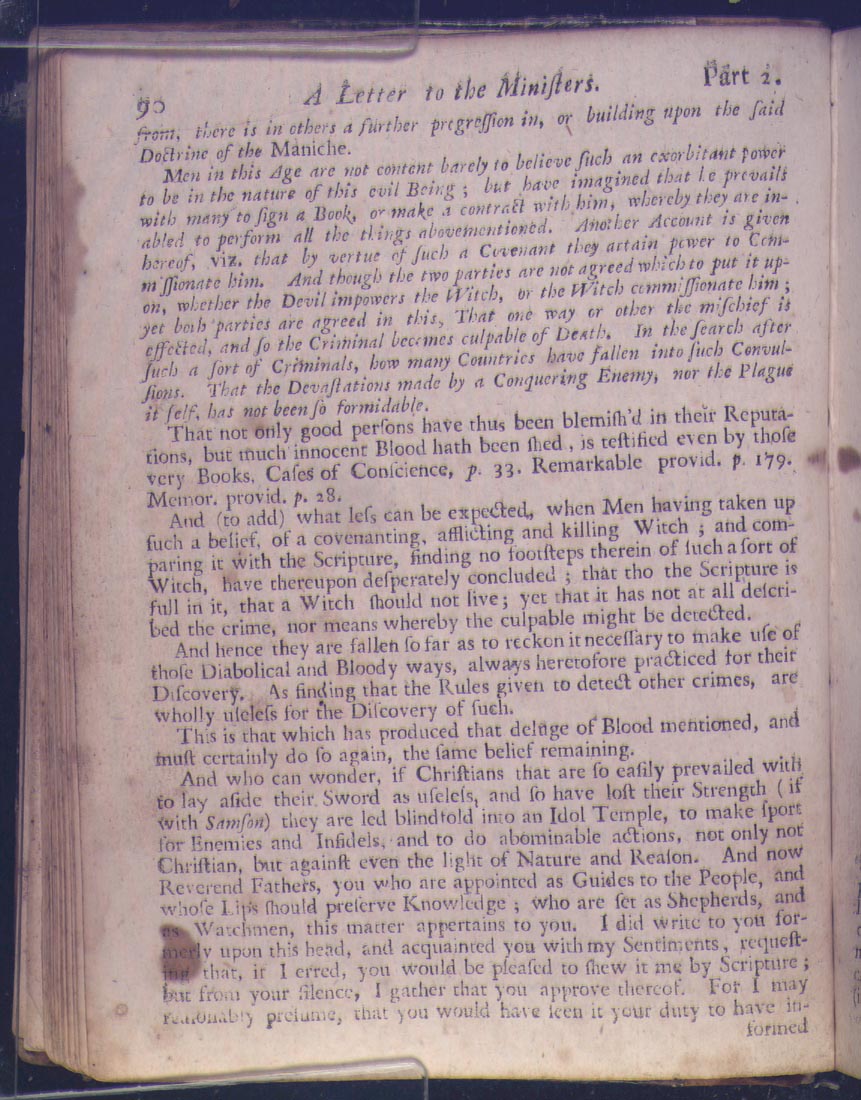 90 A Letter to the Miniſters. Part 2.
from, there is in others a further progreſſion in, or building upon the ſaid
Doctrine of the Maniche.
Men in this Age are not content barely to believe ſuch an exorbitant power
to be in the nature of this evil Being; but have imagined that he prevails
with many to ſign a Book, or make a contract with him, whereby they are in-
abled to perform all the things abovementioned. Another Account is given
hereof, viz. that by vertue of ſuch a Covenant they attain power to Com-
miſſionate him. And though the two parties are not agreed which to put it up-
on, whether the Devil impowers the Witch, or the Witch commiſſionate him;
yet both parties are agreed in this, That one way or other the miſchief is
effected, and ſo the Criminal becomes culpable of Death. In the ſearch after
ſuch a ſort of Criminals, how many Countries have fallen into ſuch Convul-
ſions. That the Devaſtations made by a Conquering Enemy, nor the Plague
it ſelf, has not been ſo formidable.
That not only good perſons have thus been blemiſh'd in their Reputa-
tions, but much innocent Blood hath been ſhed, is teſtified even by thoſe
very Books, Caſes of Conſcience, p. 33. Remarkable provid. p. 179.
Memor. provid. p. 28.
And (to add) what leſs can be expected, when Men having taken up
ſuch a belief, of a covenanting, afflicting and killing Witch; and com-
paring it with the Scripture, finding no footſteps therein of ſuch a ſort of
Witch, have thereupon deſperately concluded; that tho the Scripture is
full in it, that a Witch ſhould not live; yet that it has not at all deſcri-
bed the crime, nor means whereby the culpable might be detected.
And hence they are fallen ſo far as to reckon it neceſſary to make uſe of
thoſe Diabolical and Bloody ways, always heretofore practiced for their
Diſcovery. As finding that the Rules given to detect other crimes, are
wholly uſeleſs for the Diſcovery of ſuch.
This is that which has produced that deluge of Blood mentioned, and
muſt certainly do ſo again, the ſame belief remaining.
And who can wonder, if Chriſtians that are ſo eaſily prevailed with
to lay aſide their Sword as uſeleſs, and ſo have loſt their Strength (if
with Samſon) they are led blindfold into an Idol Temple, to make ſport
for Enemies and Infidels, and to do abominable actions, not only not
Chriſtian, but againſt even the light of Nature and Reaſon. And now
Reverend Fathers, you who are appointed as Guides to the People, and
whoſe Lips ſhould preſerve Knowledge; who are ſet as Shepherds, and
as Watchmen, this matter appertains to you. I did write to you for-
merly upon this head, and acquainted you with my Sentiments, requeſt-
ing that, if I erred, you would be pleaſed to ſhew it me by Scripture;
but from your ſilence, I gather that you approve thereof. For I may
reaſonably preſume, that you would have ſeen it your duty to have in-
formed